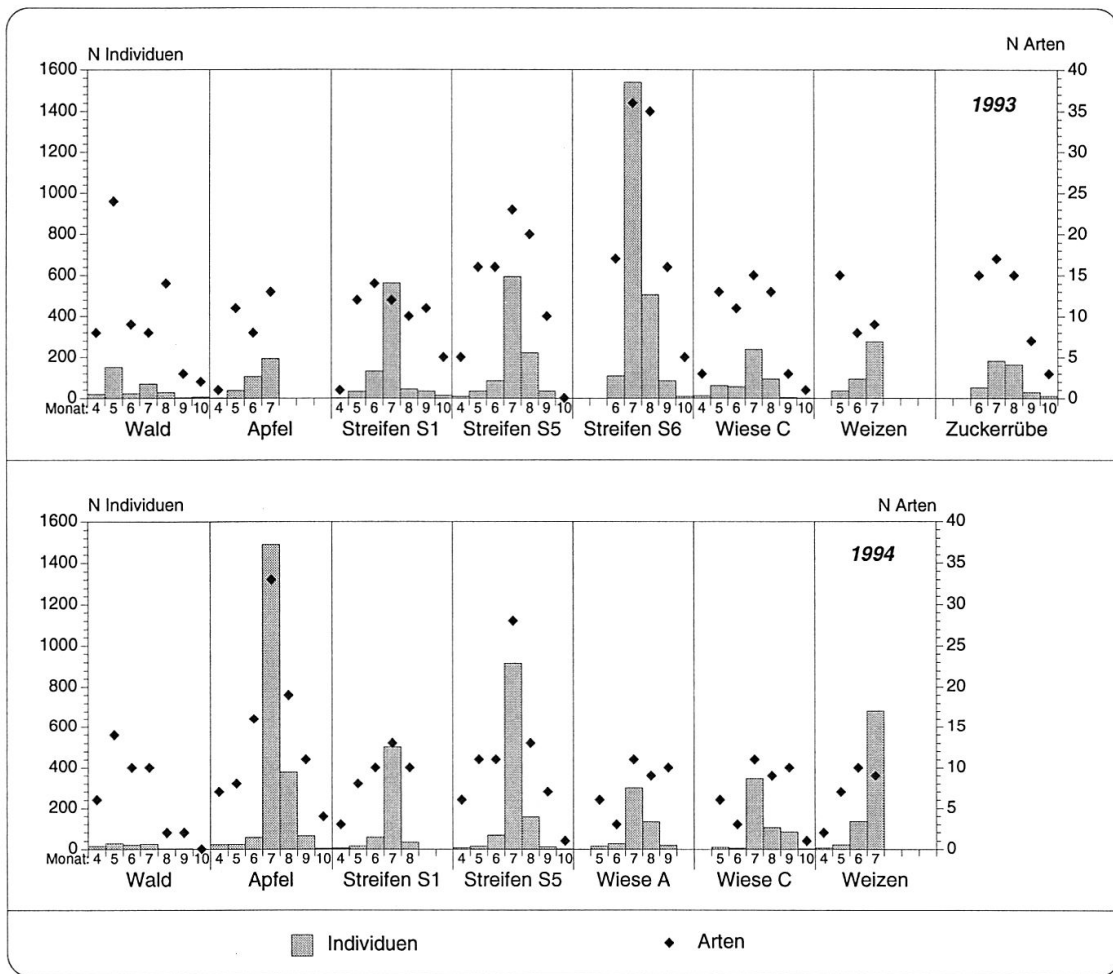 N Individuen N Arten
1600 40
1993
1400 35
1200 30
1000 25
800 20
600 15
400 10
200 5
0 0
Monat: 4 5 6 7 8 9 10 4 5 6 7 4 5 6 7 8 9 10 4 5 6 7 8 9 10 6 7 8 9 10 4 5 6 7 8 9 10 5 6 7 6 7 8 9 10
Wald Apfel Streifen S1 Streifen S5 Streifen S6 Wiese C Weizen Zuckerrübe
N Individuen N Arten
1600 40
1994
1400 35
1200 30
1000 25
800 20
600 15
400 10
200 5
0 0
Monat: 4 5 6 7 8 9 10 4 5 6 7 8 9 10 4 5 6 7 8 4 5 6 7 8 9 10 5 6 7 8 9 5 6 7 8 9 10 4 5 6 7
Wald Apfel Streifen S1 Streifen S5 Wiese A Wiese C Weizen
Individuen Arten